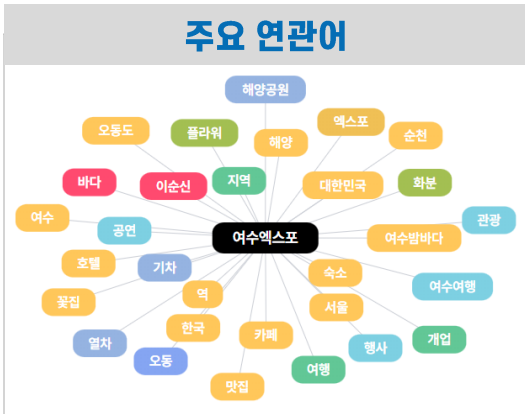 주요 연관어
해양공원
엑스포
오동도
플라워
순천
해양
바다
이순신
지역
대한민국
화분
여수
공연
관광
여수엑스포
여수밤바다
호텔
기차
숙소
여수여행
꽃집
역
서울
한국
카페
열차
개업
오동
행사
여행
맛집